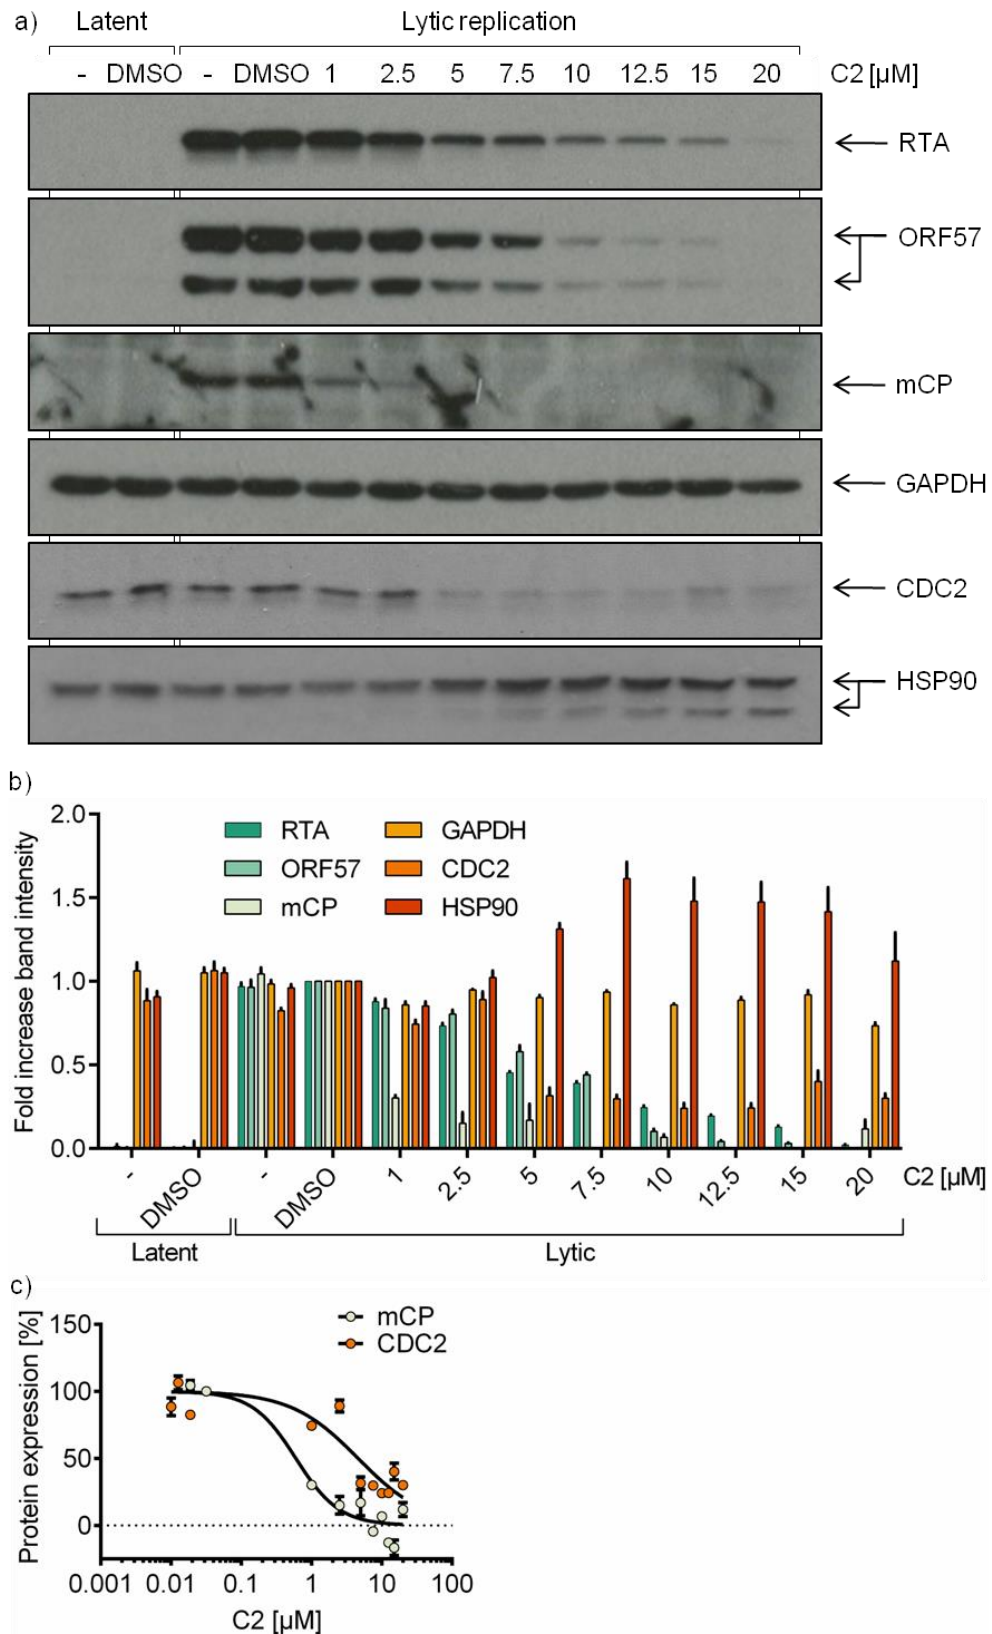 a) Latent Lytic replication
- DMSO - DMSO 1 2.5 5 7.5 10 12.5 15 20 C2 [µM]
RTA
ORF57
mCP
GAPDH
CDC2
HSP90
b)
Fold increase band intensity
2.0
1.5
1.0
0.5
0.0
RTA GAPDH
ORF57 CDC2
mCP HSP90
- DMSO - DMSO 1 2.5 5 7.5 10 12.5 15 20 C2 [µM]
Latent Lytic
c)
Protein expression [%]
150
100
50
0
mCP
CDC2
0.001 0.01 0.1 1 10 100
C2 [µM]